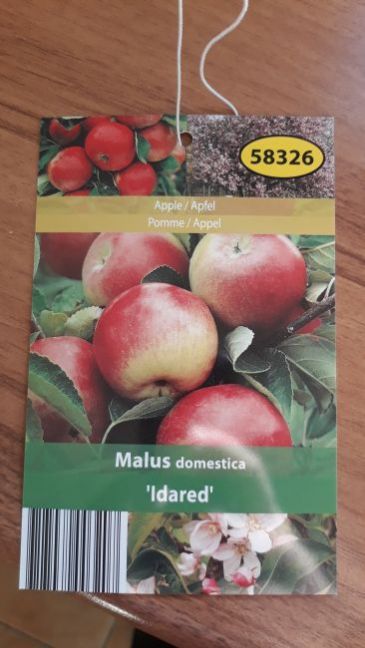 58326
Apple / Apfel
Pomme / Appel
Malus domestica
'Idared'